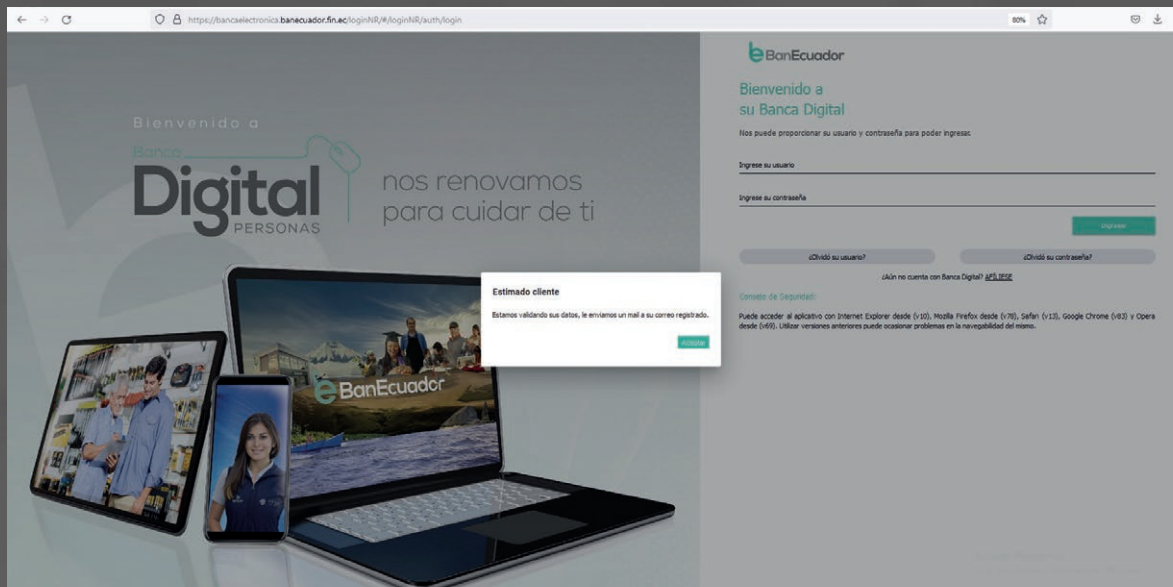 https://bancaelectronica.banecuador.fin.ec/loginNR/#/loginNR/auth/login
80%
BanEcuador
Bienvenido a
su Banca Digital
Nos puede proporcionar su usuario y contraseña para poder ingresar.
Ingrese su usuario
Ingrese su contraseña
Ingresar
¿Olvidó su usuario?
¿Olvidó su contraseña?
¿Aún no cuenta con Banca Digital? AFÍLIESE
Consejo de Seguridad:
Puede acceder al aplicativo con Internet Explorer desde (v10), Mozilla Firefox desde (v78), Safari (v13), Google Chrome (v83) y Opera
desde (v69). Utilizar versiones anteriores puede ocasionar problemas en la navegabilidad del mismo.
Bienvenido a
Banca
Digital
PERSONAS
nos renovamos
para cuidar de ti
Estimado cliente
Estamos validando sus datos, le enviamos un mail a su correo registrado.
Aceptar
BanEcuador